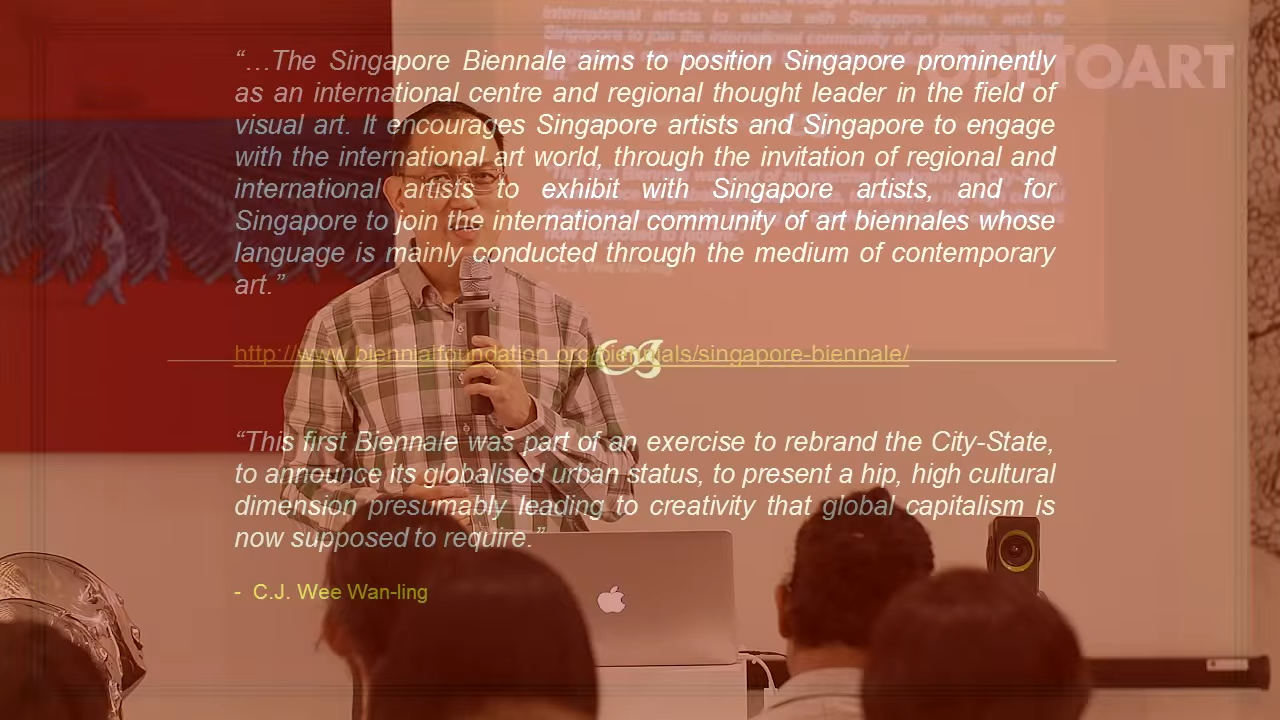 “…The Singapore Biennale aims to position Singapore prominently
as an international centre and regional thought leader in the field of
visual art. It encourages Singapore artists and Singapore to engage
with the international art world, through the invitation of regional and
international artists to exhibit with Singapore artists, and for
Singapore to join the international community of art biennales whose
language is mainly conducted through the medium of contemporary
art.”
http://www.biennialfoundation.org/biennials/singapore-biennale/
“This first Biennale was part of an exercise to rebrand the City-State,
to announce its globalised urban status, to present a hip, high cultural
dimension presumably leading to creativity that global capitalism is
now supposed to require.”
- C.J. Wee Wan-ling
ODETOART